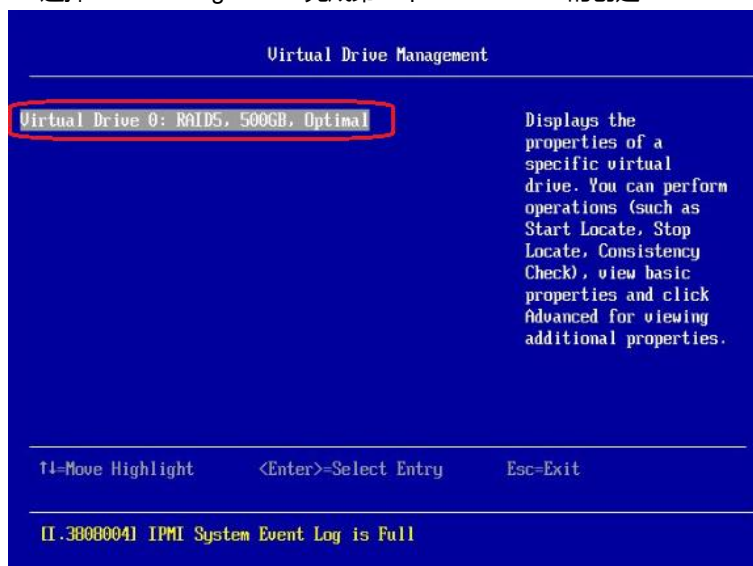 Virtual Drive Management
Virtual Drive 0: RAID5, 500GB, Optimal
Displays the
properties of a
specific virtual
drive. You can perform
operations (such as
Start Locate, Stop
Locate, Consistency
Check), view basic
properties and click
Advanced for viewing
additional properties.
↑↓=Move Highlight <Enter>=Select Entry Esc=Exit
[I.3808004] IPMI System Event Log is Full